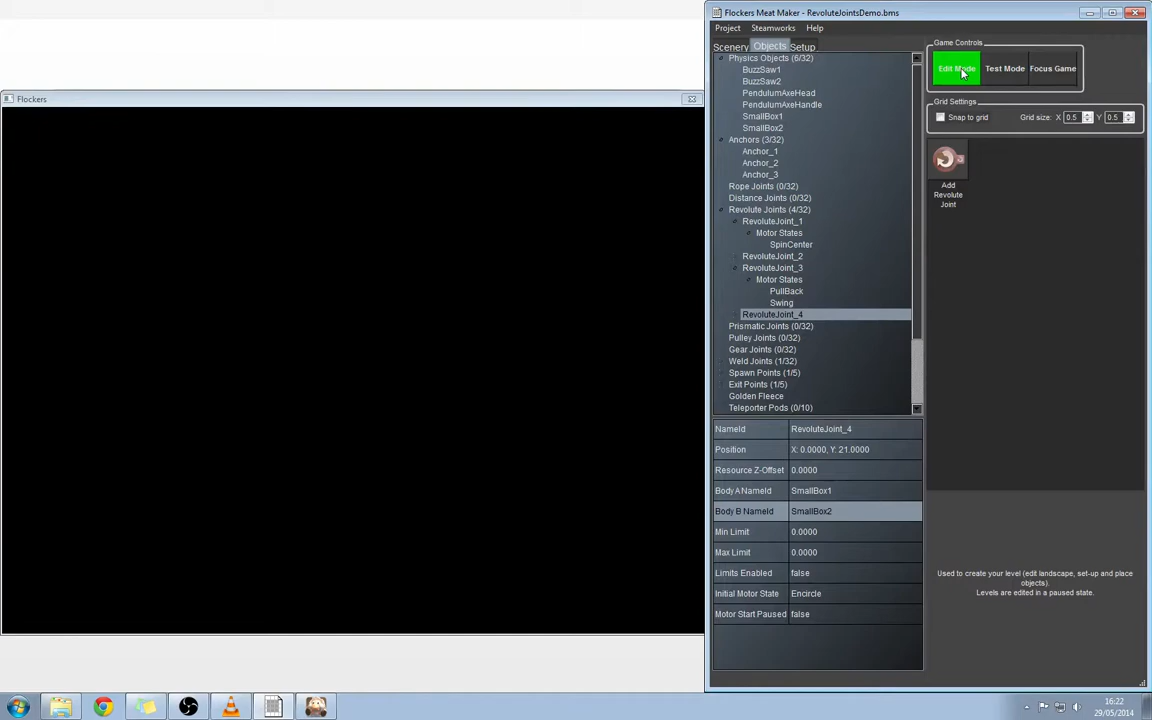 Flockers Meat Maker - RevoluteJointsDemo.bms
Project Steamworks Help
Scenery Objects Setup
Physics Objects (6/32)
BuzzSaw1
BuzzSaw2
PendulumAxeHead
PendulumAxeHandle
SmallBox1
SmallBox2
Anchors (3/32)
Anchor_1
Anchor_2
Anchor_3
Rope Joints (0/32)
Distance Joints (0/32)
Revolute Joints (4/32)
RevoluteJoint_1
Motor States
SpinCenter
RevoluteJoint_2
RevoluteJoint_3
Motor States
PullBack
Swing
RevoluteJoint_4
Prismatic Joints (0/32)
Pulley Joints (0/32)
Gear Joints (0/32)
Weld Joints (1/32)
Spawn Points (1/5)
Exit Points (1/5)
Golden Fleece
Teleporter Pods (0/10)
NameId RevoluteJoint_4
Position X: 0.0000, Y: 21.0000
Resource Z-Offset 0.0000
Body A NameId SmallBox1
Body B NameId SmallBox2
Min Limit 0.0000
Max Limit 0.0000
Limits Enabled false
Initial Motor State Encircle
Motor Start Paused false
Game Controls
Edit Mode Test Mode Focus Game
Grid Settings
Snap to grid Grid size: X 0.5 Y 0.5
Add
Revolute
Joint
Used to create your level (edit landscape, set-up and place
objects).
Levels are edited in a paused state.
Flockers
16:22
29/05/2014